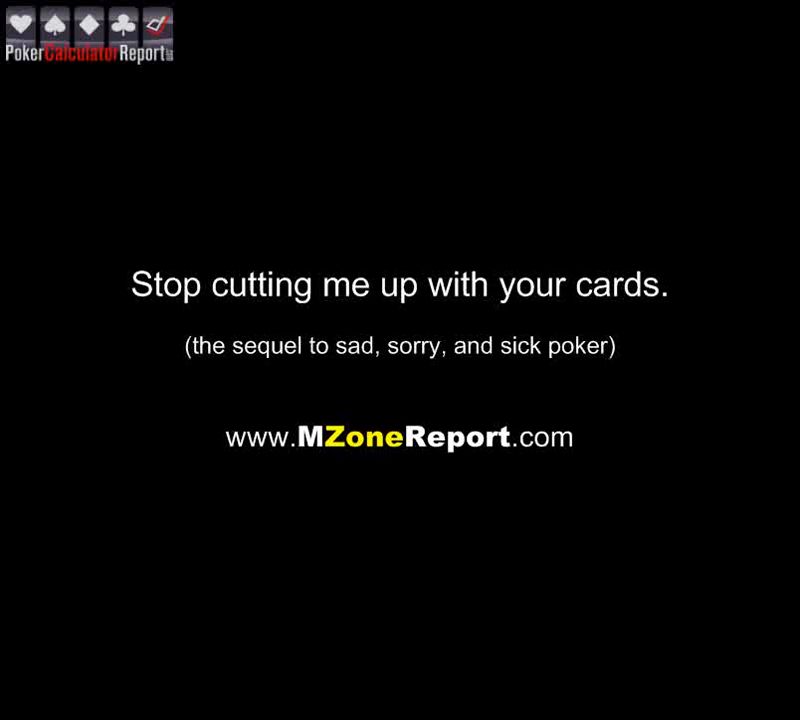 PokerCalculatorReport
Stop cutting me up with your cards.
(the sequel to sad, sorry, and sick poker)
www.MZoneReport.com